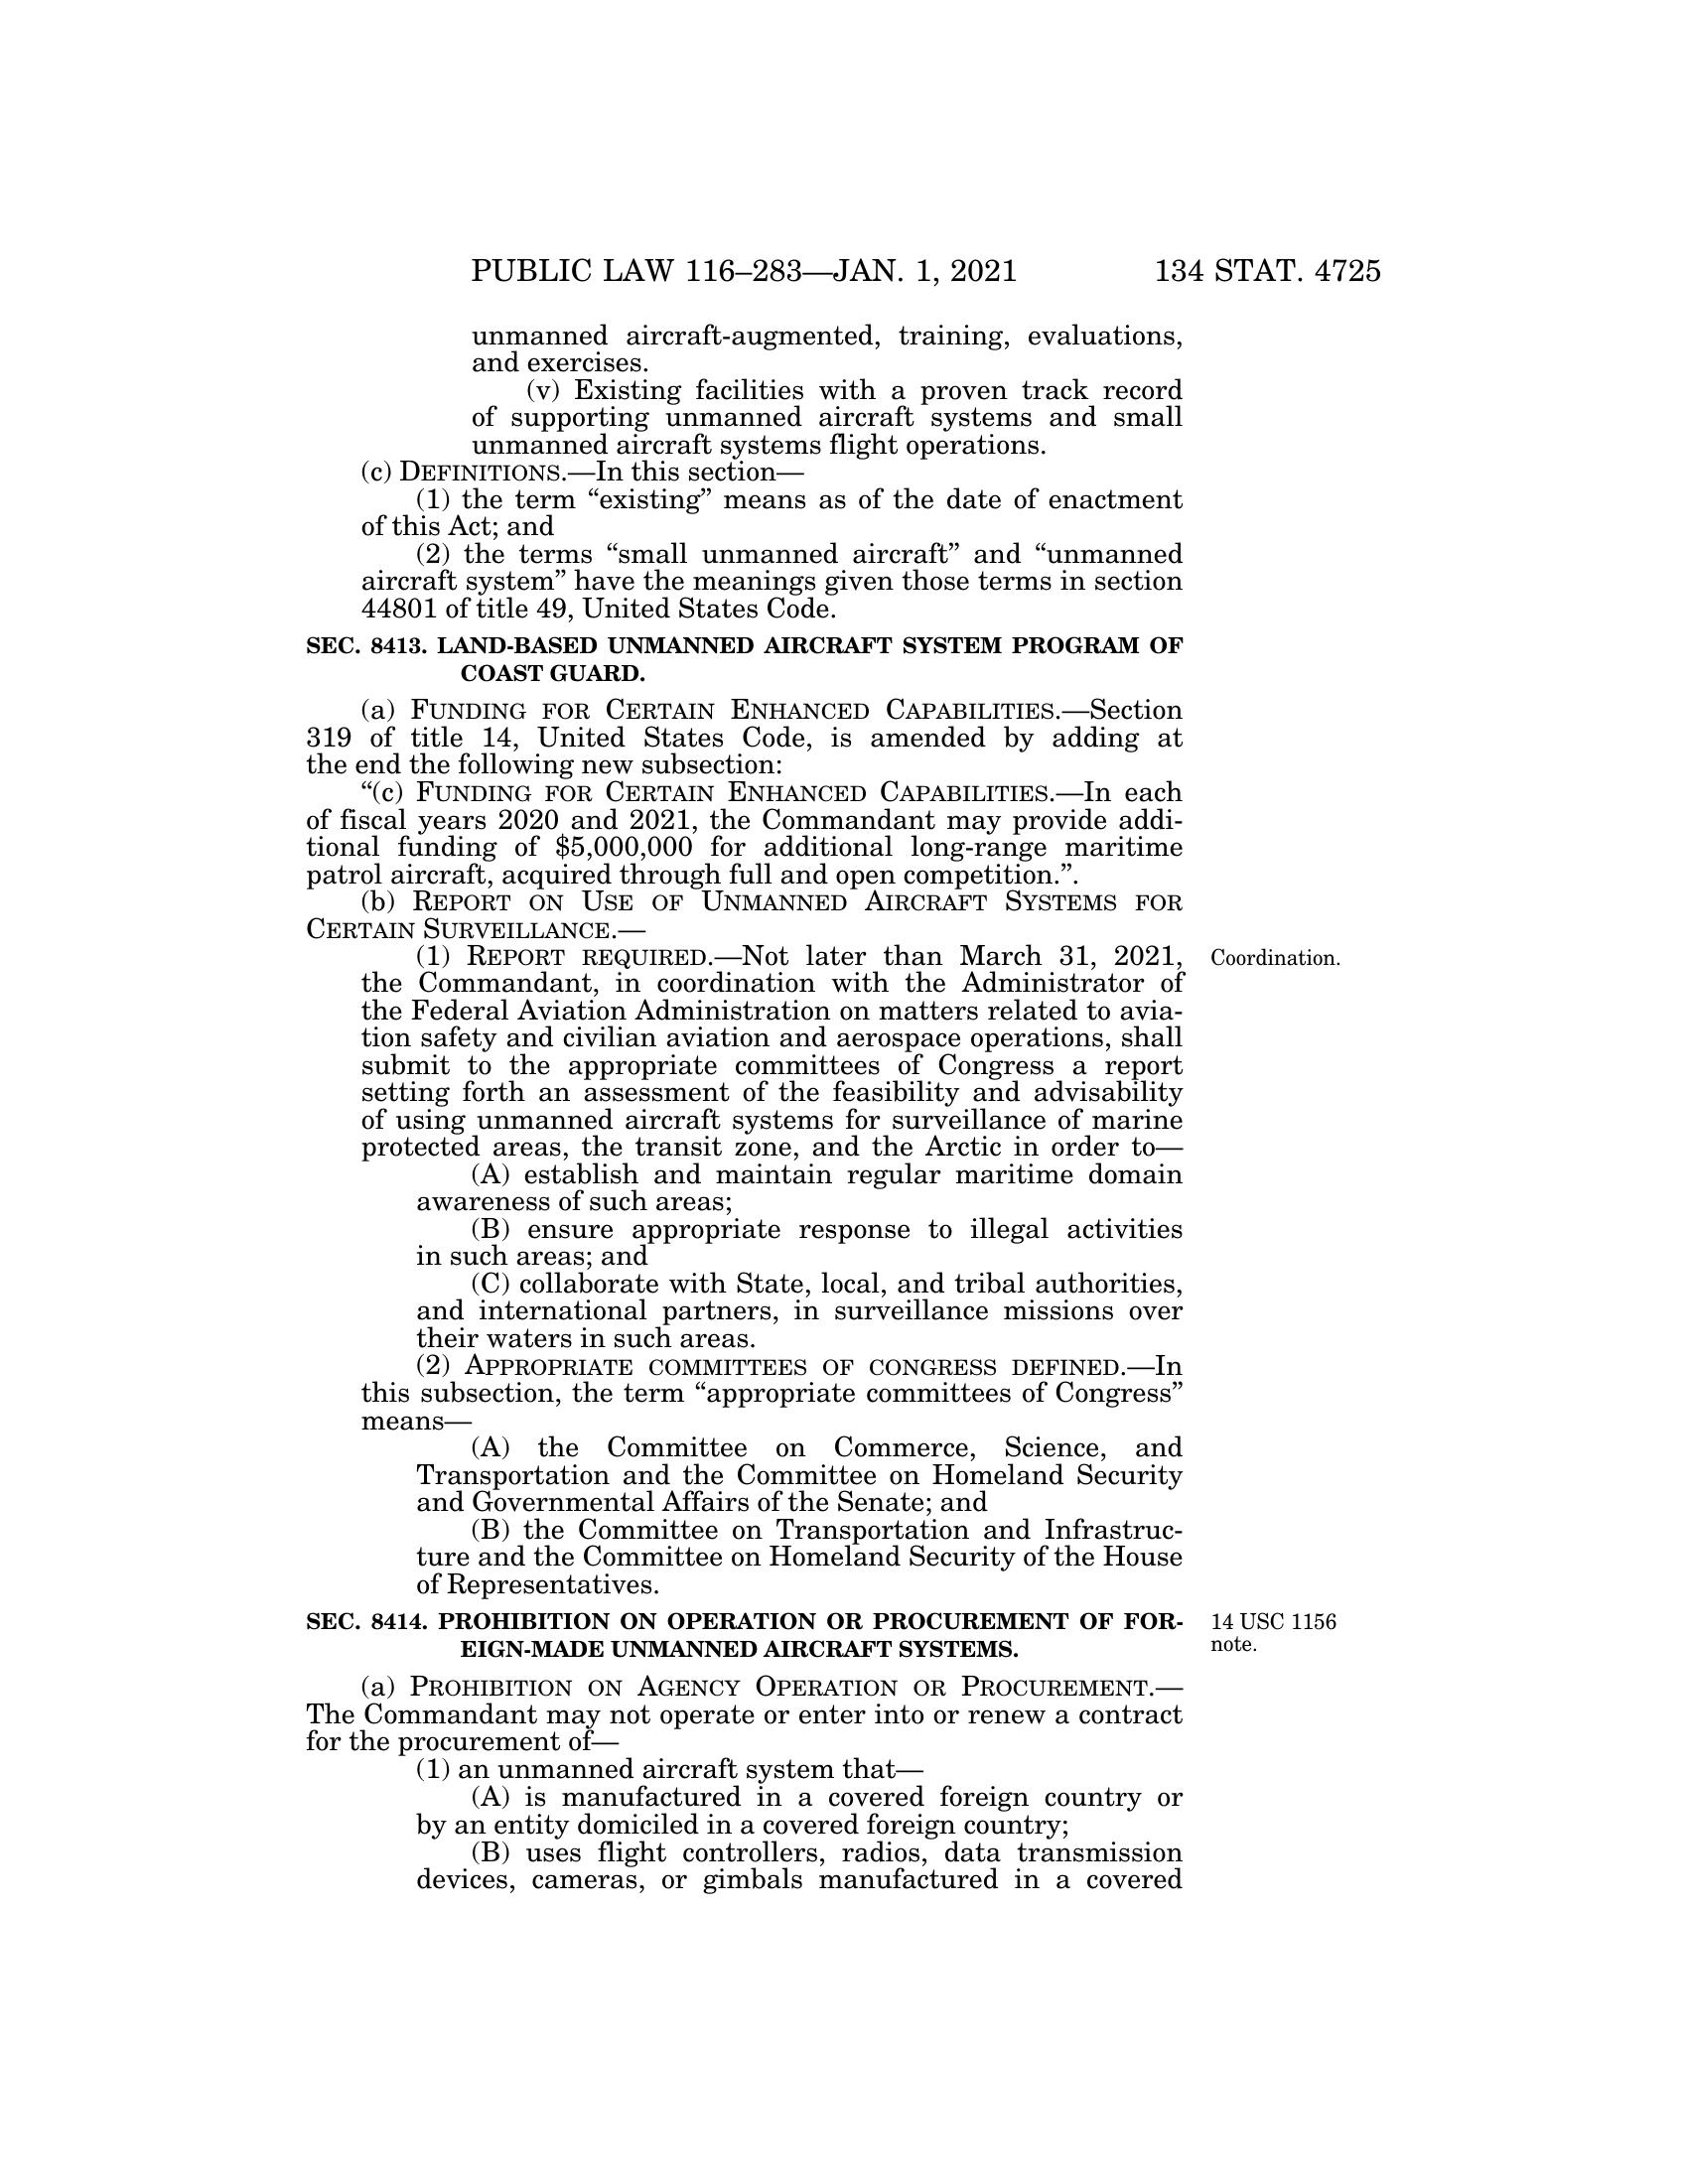 PUBLIC LAW 116–283—JAN. 1, 2021 134 STAT. 4725
unmanned aircraft-augmented, training, evaluations,
and exercises.
(v) Existing facilities with a proven track record
of supporting unmanned aircraft systems and small
unmanned aircraft systems flight operations.
(c) DEFINITIONS.—In this section—
(1) the term “existing” means as of the date of enactment
of this Act; and
(2) the terms “small unmanned aircraft” and “unmanned
aircraft system” have the meanings given those terms in section
44801 of title 49, United States Code.
SEC. 8413. LAND-BASED UNMANNED AIRCRAFT SYSTEM PROGRAM OF
COAST GUARD.
(a) FUNDING FOR CERTAIN ENHANCED CAPABILITIES.—Section
319 of title 14, United States Code, is amended by adding at
the end the following new subsection:
“(c) FUNDING FOR CERTAIN ENHANCED CAPABILITIES.—In each
of fiscal years 2020 and 2021, the Commandant may provide addi-
tional funding of $5,000,000 for additional long-range maritime
patrol aircraft, acquired through full and open competition.”.
(b) REPORT ON USE OF UNMANNED AIRCRAFT SYSTEMS FOR
CERTAIN SURVEILLANCE.—
(1) REPORT REQUIRED.—Not later than March 31, 2021,
the Commandant, in coordination with the Administrator of
the Federal Aviation Administration on matters related to avia-
tion safety and civilian aviation and aerospace operations, shall
submit to the appropriate committees of Congress a report
setting forth an assessment of the feasibility and advisability
of using unmanned aircraft systems for surveillance of marine
protected areas, the transit zone, and the Arctic in order to—
(A) establish and maintain regular maritime domain
awareness of such areas;
(B) ensure appropriate response to illegal activities
in such areas; and
(C) collaborate with State, local, and tribal authorities,
and international partners, in surveillance missions over
their waters in such areas.
(2) APPROPRIATE COMMITTEES OF CONGRESS DEFINED.—In
this subsection, the term “appropriate committees of Congress”
means—
(A) the Committee on Commerce, Science, and
Transportation and the Committee on Homeland Security
and Governmental Affairs of the Senate; and
(B) the Committee on Transportation and Infrastruc-
ture and the Committee on Homeland Security of the House
of Representatives.
SEC. 8414. PROHIBITION ON OPERATION OR PROCUREMENT OF FOR-
EIGN-MADE UNMANNED AIRCRAFT SYSTEMS.
(a) PROHIBITION ON AGENCY OPERATION OR PROCUREMENT.—
The Commandant may not operate or enter into or renew a contract
for the procurement of—
(1) an unmanned aircraft system that—
(A) is manufactured in a covered foreign country or
by an entity domiciled in a covered foreign country;
(B) uses flight controllers, radios, data transmission
devices, cameras, or gimbals manufactured in a covered
Coordination.
14 USC 1156
note.